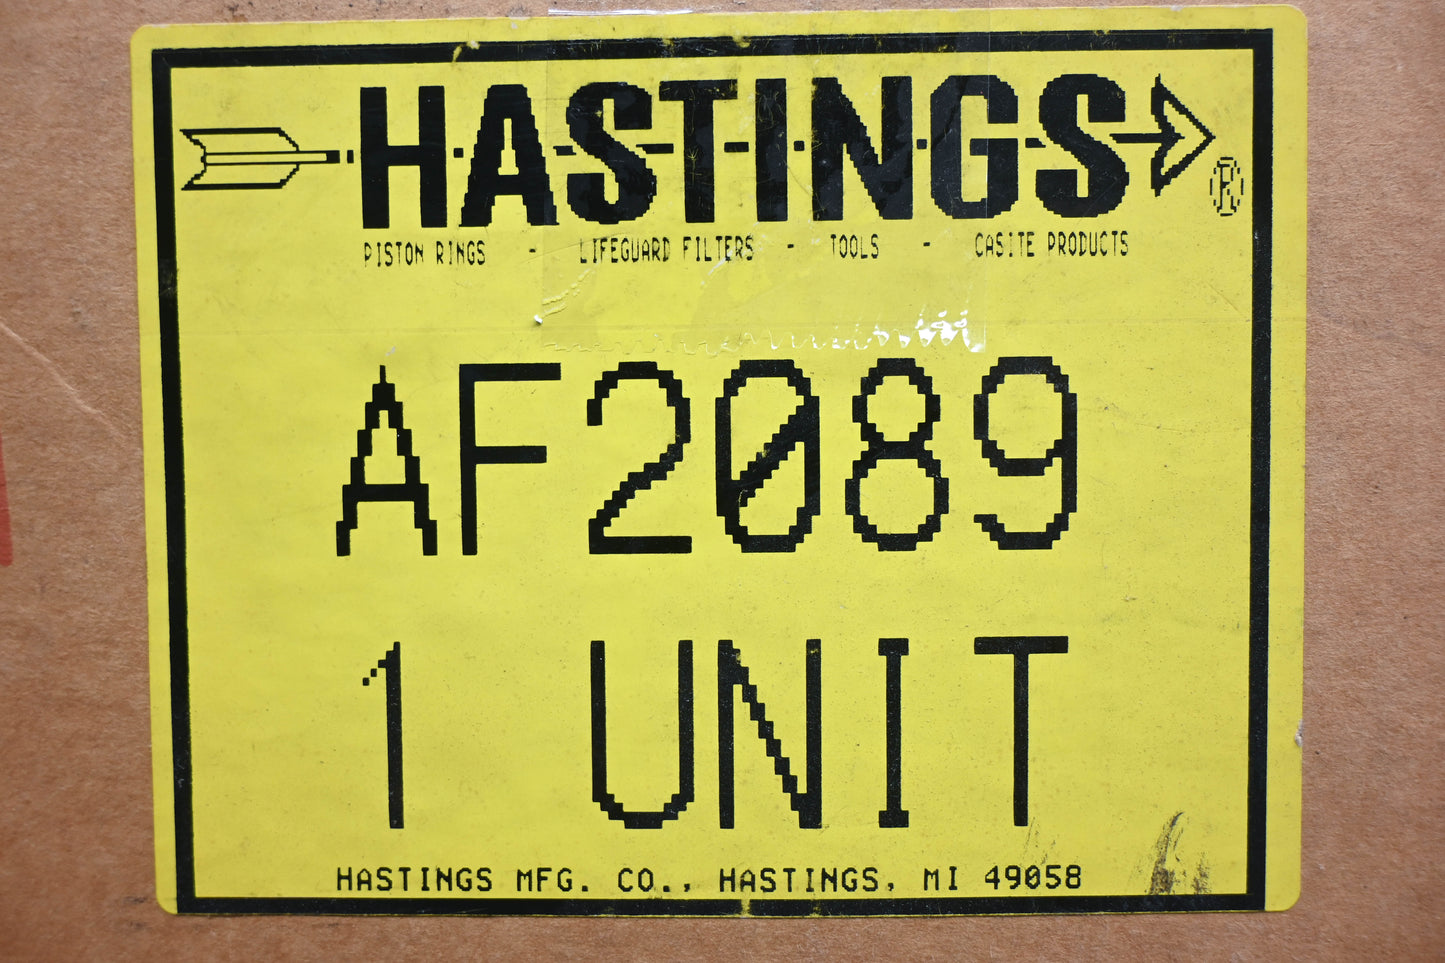 HASTINGS ®
PISTON RINGS - LIFEGUARD FILTERS - TOOLS - CASITE PRODUCTS
AF2089
1 UNIT
HASTINGS MFG. CO., HASTINGS, MI 49058